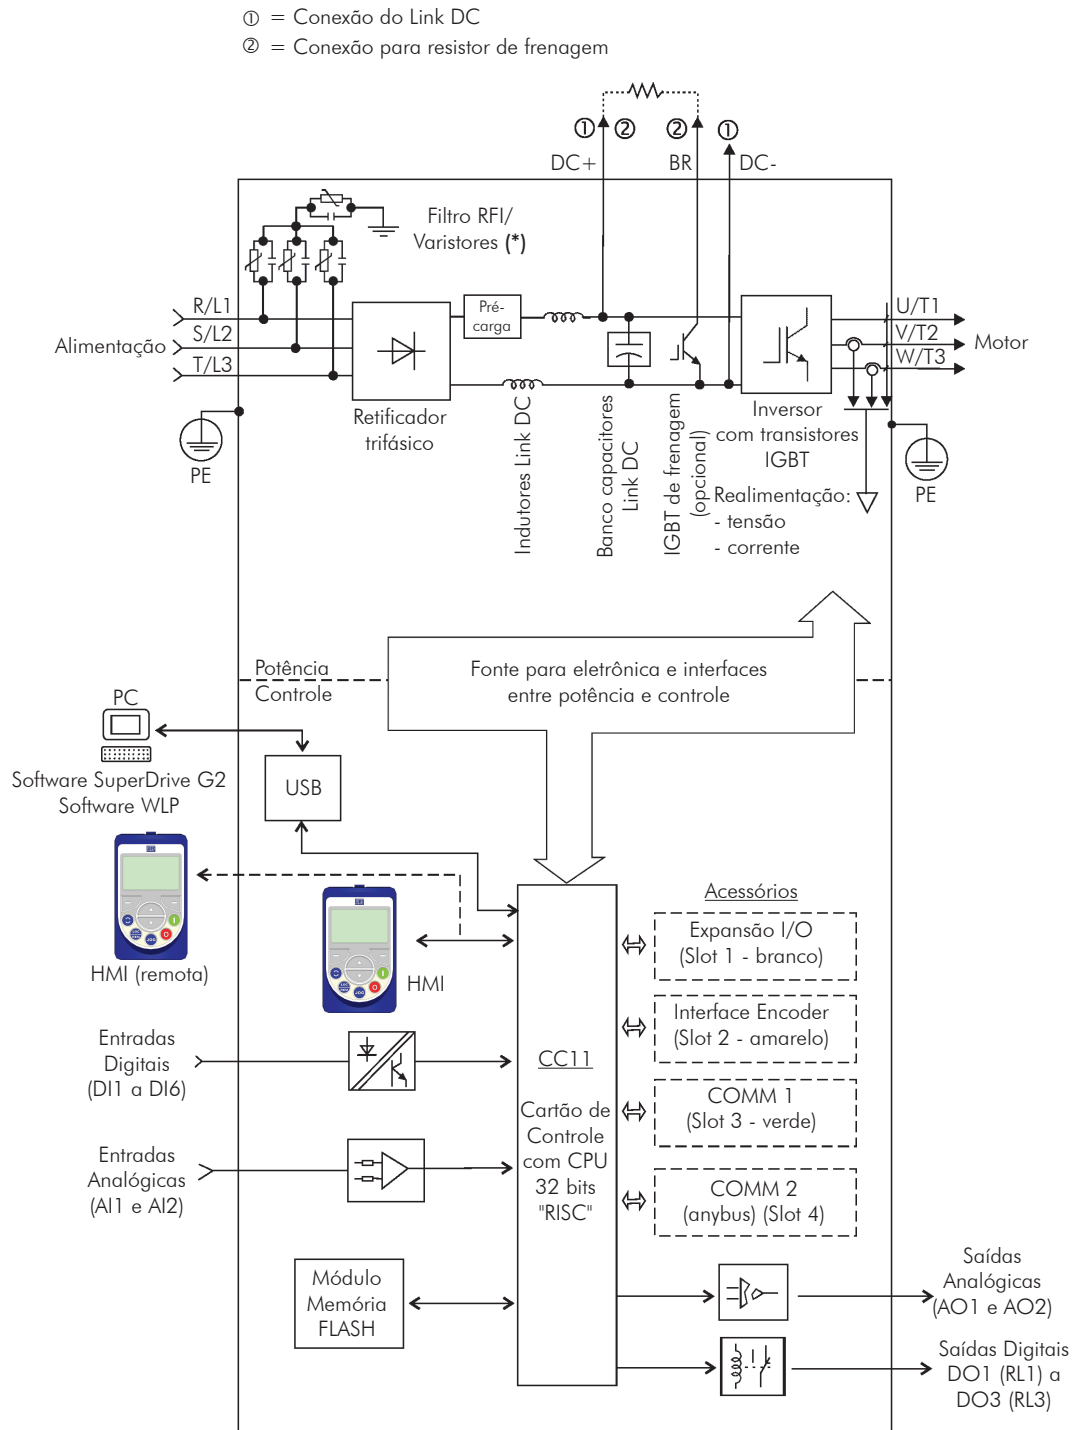 ① = Conexão do Link DC
② = Conexão para resistor de frenagem
① ② ② ①
DC+ BR DC-
Filtro RFI/
Varistores (*)
R/L1
S/L2
T/L3
Alimentação
Pré-
carga
U/T1
V/T2
W/T3
Motor
PE
Retificador
trifásico
Indutores Link DC
Banco capacitores
Link DC
IGBT de frenagem
(opcional)
Inversor
com transistores
IGBT
Realimentação:
- tensão
- corrente
PE
Potência
Controle
Fonte para eletrônica e interfaces
entre potência e controle
PC
Software SuperDrive G2
Software WLP
USB
HMI (remota)
HMI
Acessórios
Expansão I/O
(Slot 1 - branco)
Interface Encoder
(Slot 2 - amarelo)
COMM 1
(Slot 3 - verde)
COMM 2
(anybus) (Slot 4)
CC11
Cartão de
Controle
com CPU
32 bits
"RISC"
Entradas
Digitais
(DI1 a DI6)
Entradas
Analógicas
(AI1 e AI2)
Módulo
Memória
FLASH
Saídas
Analógicas
(AO1 e AO2)
Saídas Digitais
DO1 (RL1) a
DO3 (RL3)